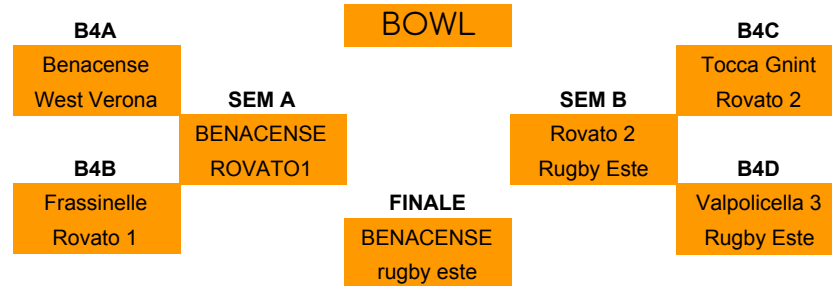 BOWL
B4A
Benacense
West Verona
B4B
Frassinelle
Rovato 1
SEM A
BENACENSE
ROVATO1
FINALE
BENACENSE
rugby este
SEM B
Rovato 2
Rugby Este
B4C
Tocca Gnint
Rovato 2
B4D
Valpolicella 3
Rugby Este